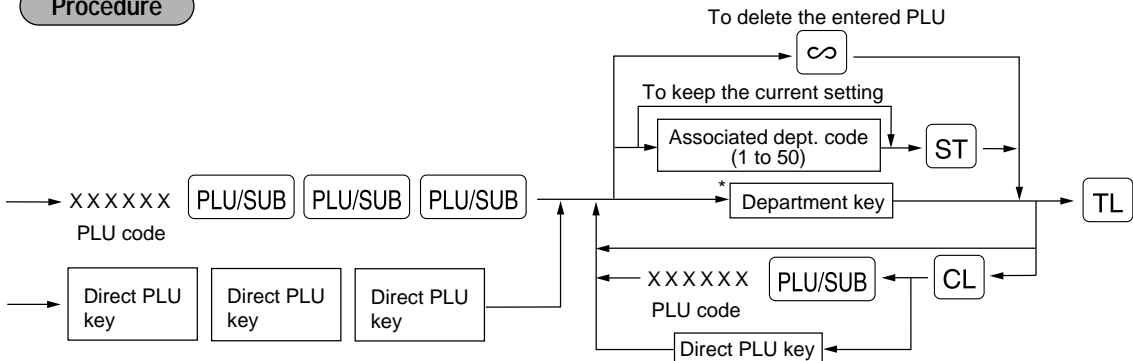 Procedure
To delete the entered PLU
∞
To keep the current setting
Associated dept. code
(1 to 50)
ST
XXXXXX PLU/SUB PLU/SUB PLU/SUB
PLU code
* Department key
TL
Direct PLU
key
Direct PLU
key
Direct PLU
key
XXXXXX PLU/SUB CL
PLU code
Direct PLU key